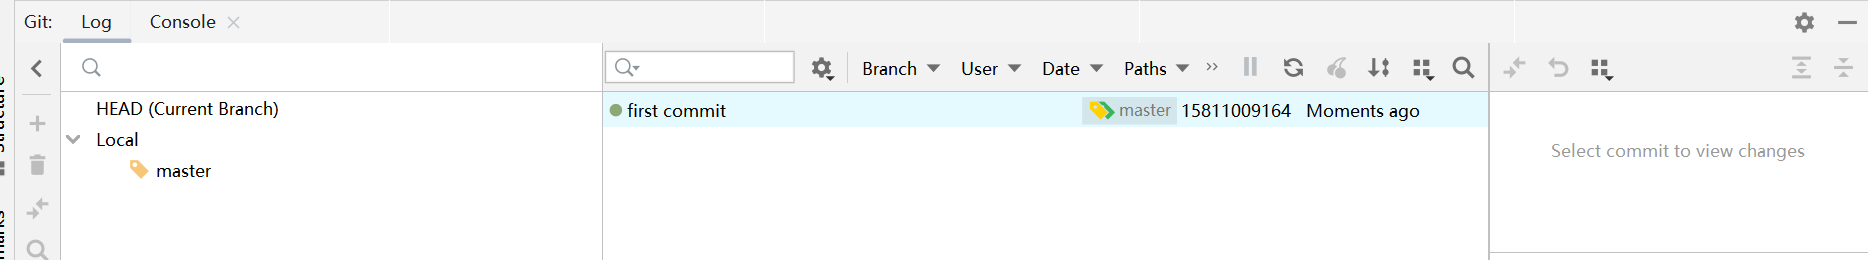 Git: Log Console
Branch User Date Paths
HEAD (Current Branch)
first commit master 15811009164 Moments ago
Local
Select commit to view changes
master